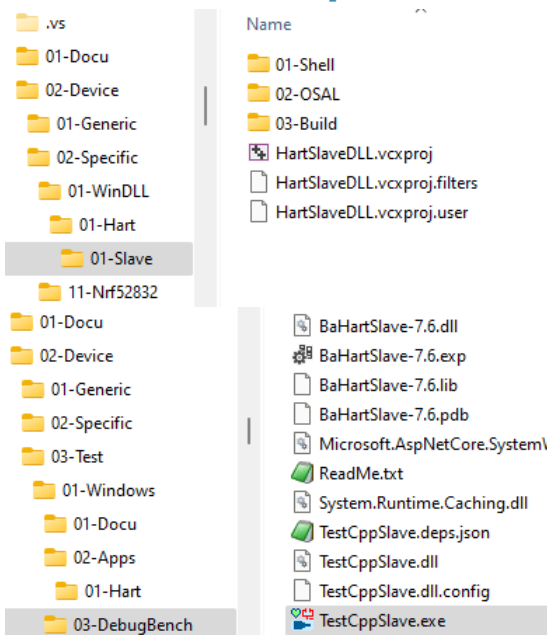 .vs
01-Docu
02-Device
01-Generic
02-Specific
01-WinDLL
01-Hart
01-Slave
11-Nrf52832
Name
01-Shell
02-OSAL
03-Build
HartSlaveDLL.vcxproj
HartSlaveDLL.vcxproj.filters
HartSlaveDLL.vcxproj.user
01-Docu
02-Device
01-Generic
02-Specific
03-Test
01-Windows
01-Docu
02-Apps
01-Hart
03-DebugBench
BaHartSlave-7.6.dll
BaHartSlave-7.6.exp
BaHartSlave-7.6.lib
BaHartSlave-7.6.pdb
Microsoft.AspNetCore.SystemW
ReadMe.txt
System.Runtime.Caching.dll
TestCppSlave.deps.json
TestCppSlave.dll
TestCppSlave.dll.config
TestCppSlave.exe